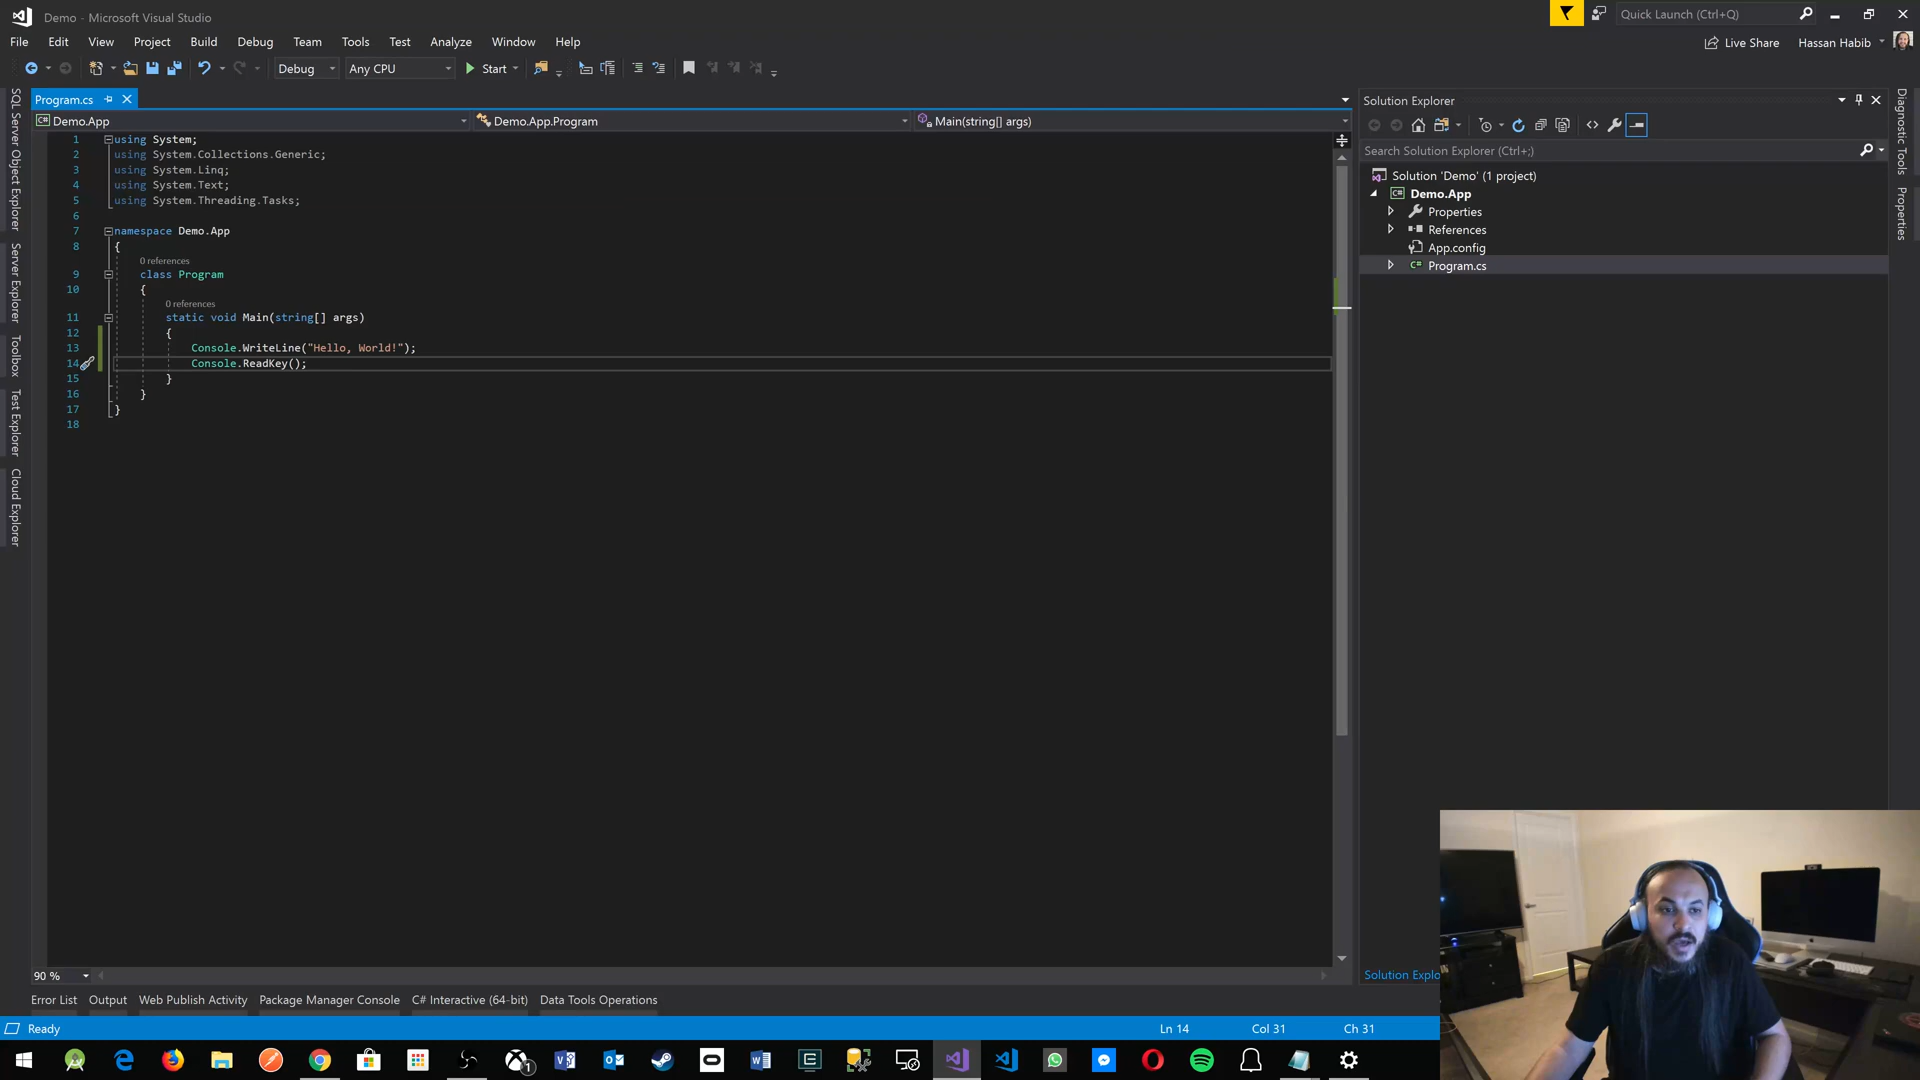 Demo - Microsoft Visual Studio
Quick Launch (Ctrl+Q)
File Edit View Project Build Debug Team Tools Test Analyze Window Help
Live Share Hassan Habib
Debug Any CPU Start
Program.cs
Demo.App Demo.App.Program Main(string[] args)
1 using System;
2 using System.Collections.Generic;
3 using System.Linq;
4 using System.Text;
5 using System.Threading.Tasks;
6
7 namespace Demo.App
8 {
0 references
9 class Program
10 {
0 references
11 static void Main(string[] args)
12 {
13 Console.WriteLine("Hello, World!");
14 Console.ReadKey();
15 }
16 }
17 }
18
SQL Server Object Explorer
Server Explorer
Toolbox
Test Explorer
Cloud Explorer
Solution Explorer
Search Solution Explorer (Ctrl+;)
Solution 'Demo' (1 project)
Demo.App
Properties
References
App.config
Program.cs
Diagnostic Tools
Properties
90 %
Solution Explo
Error List Output Web Publish Activity Package Manager Console C# Interactive (64-bit) Data Tools Operations
Ready Ln 14 Col 31 Ch 31
1